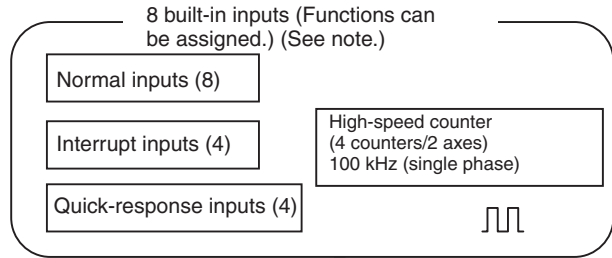 8 built-in inputs (Functions can
be assigned.) (See note.)
Normal inputs (8)
Interrupt inputs (4)
Quick-response inputs (4)
High-speed counter
(4 counters/2 axes)
100 kHz (single phase)